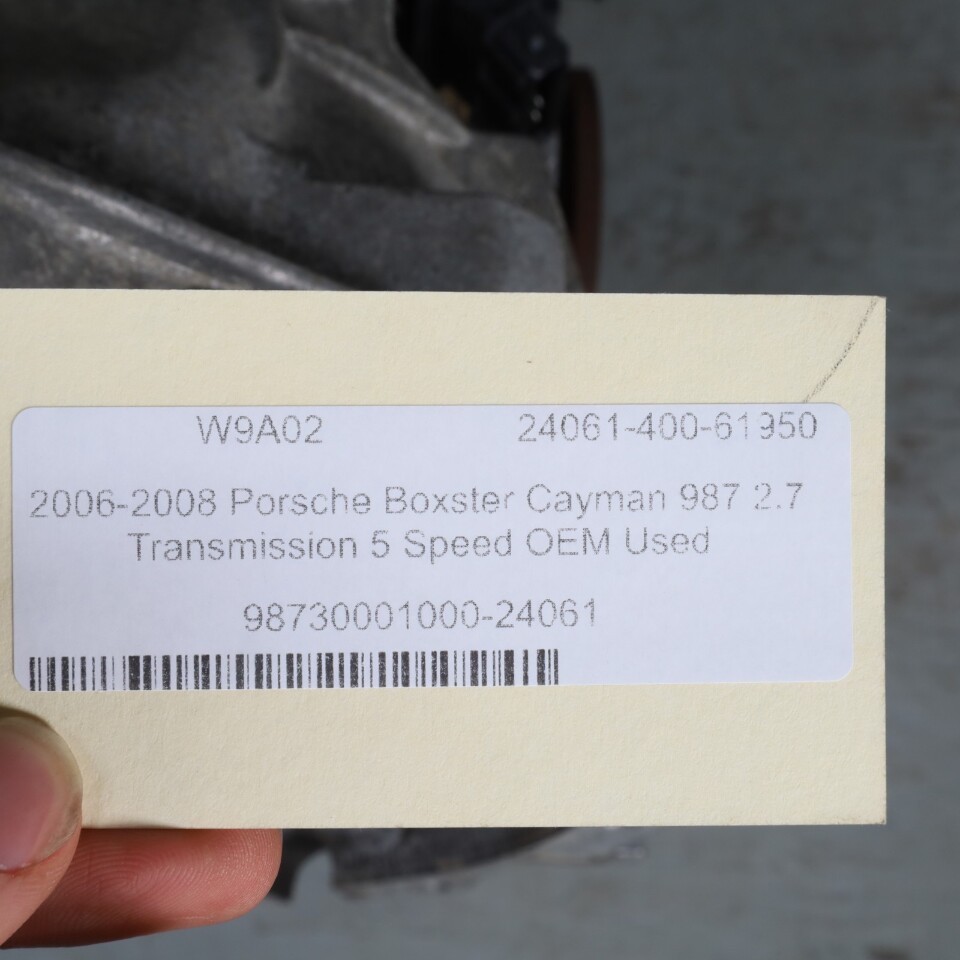 W9A02 24061-400-61950
2006-2008 Porsche Boxster Cayman 987 2.7
Transmission 5 Speed OEM Used
98730001000-24061